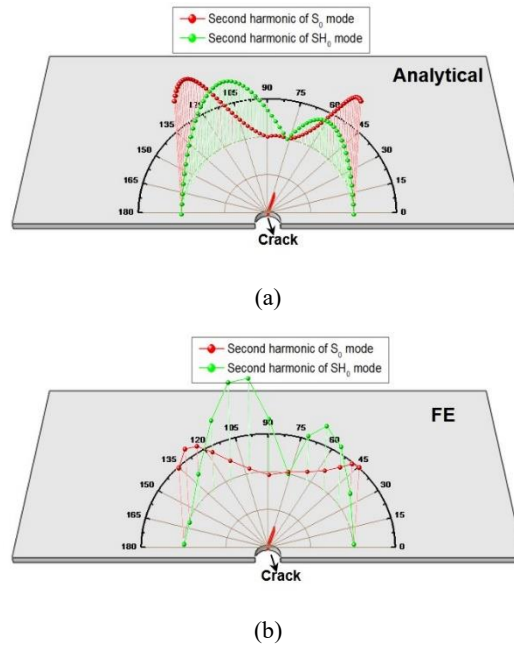 Second harmonic of S₀ mode
Second harmonic of SH₀ mode
Analytical
90
105
75
120
60
135
45
150
30
165
15
180
0
Crack
(a)
Second harmonic of S₀ mode
Second harmonic of SH₀ mode
FE
90
105
75
120
60
135
45
150
30
165
15
180
0
Crack
(b)